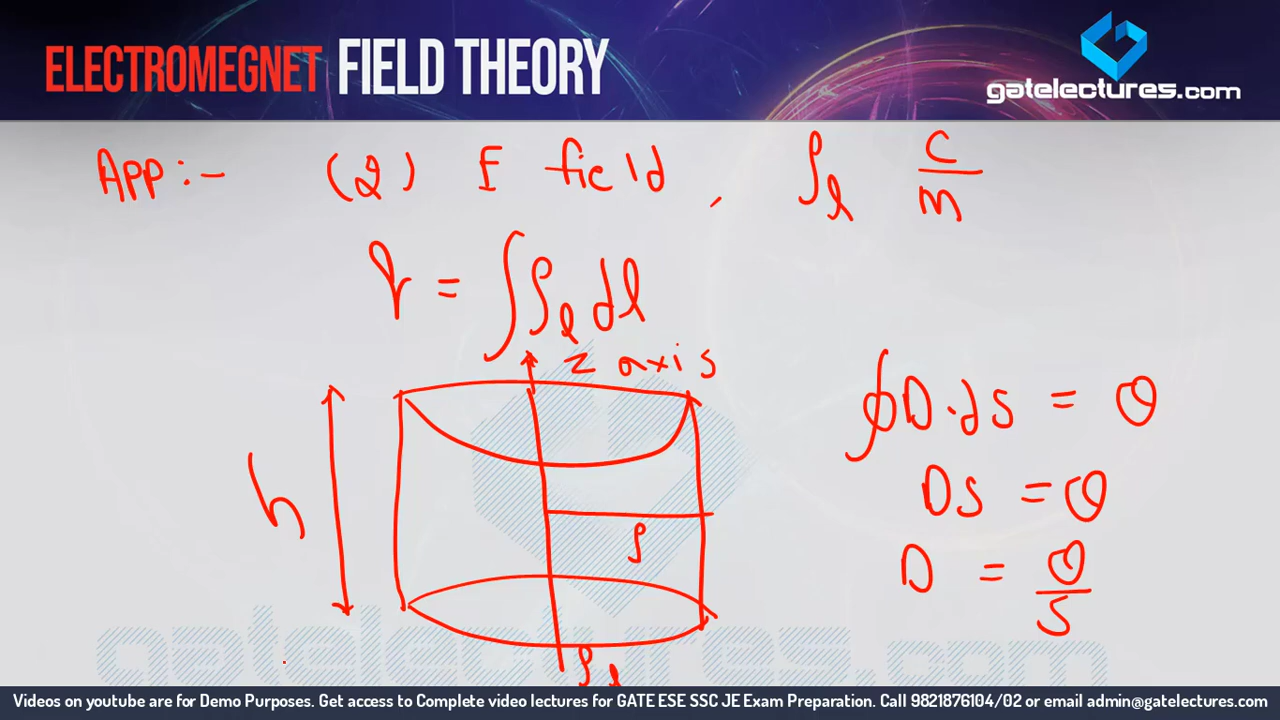 ELECTROMEGNET FIELD THEORY
gatelectures.com
App:- (2) E field, ρl C/m
q = ∫ρl dl
z axis
h
ρ
ρl
∮D.ds = Q
DS = Q
D = Q/S
gatelectures.com
Videos on youtube are for Demo Purposes. Get access to Complete video lectures for GATE ESE SSC JE Exam Preparation. Call 9821876104/02 or email admin@gatelectures.com